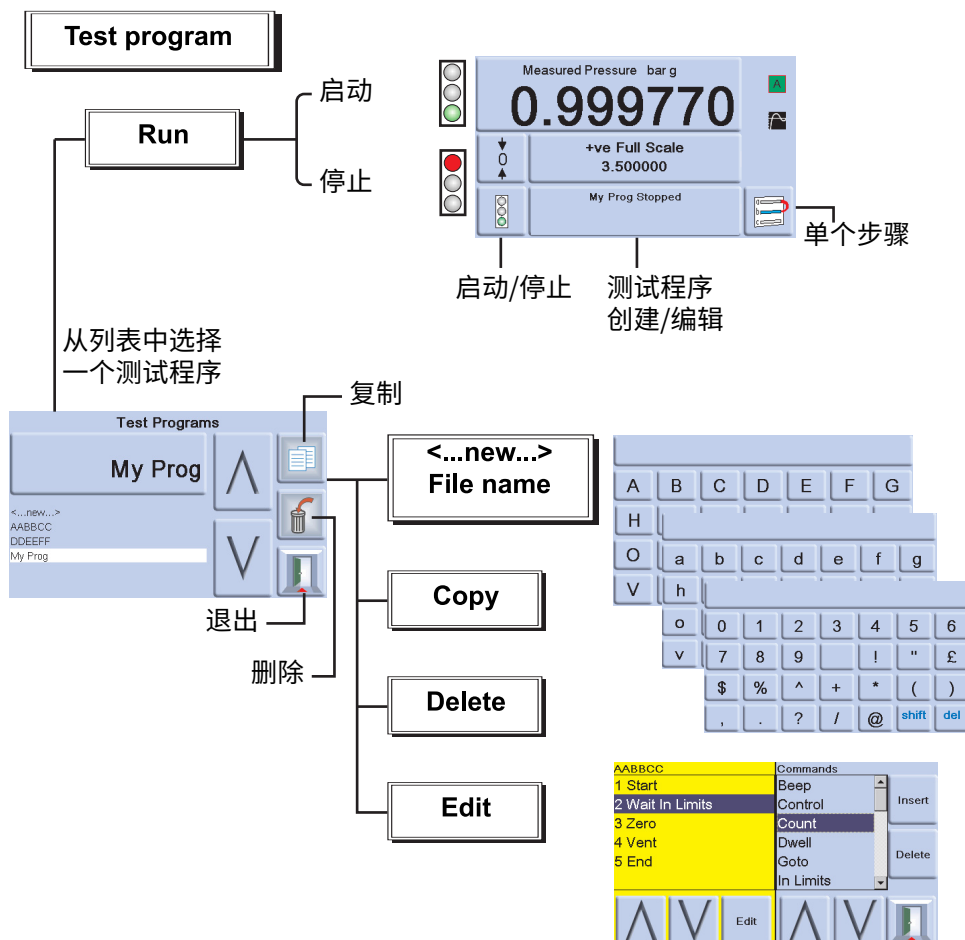 Test program
Run
启动
停止
Measured Pressure bar g
0.999770
A
0
+ve Full Scale
3.500000
My Prog Stopped
单个步骤
启动/停止
测试程序
创建/编辑
从列表中选择
一个测试程序
复制
Test Programs
My Prog
<...new...>
AABBCC
DDEEFF
My Prog
退出
删除
<...new...>
File name
Copy
Delete
Edit
A B C D E F G
H
O
V
a b c d e f g
h
o
v
0 1 2 3 4 5 6
7 8 9 ! " £
$ % ^ + * ( )
, . ? / @ shift del
AABBCC
1 Start
2 Wait In Limits
3 Zero
4 Vent
5 End
Edit
Commands
Beep
Control
Count
Dwell
Goto
In Limits
Insert
Delete